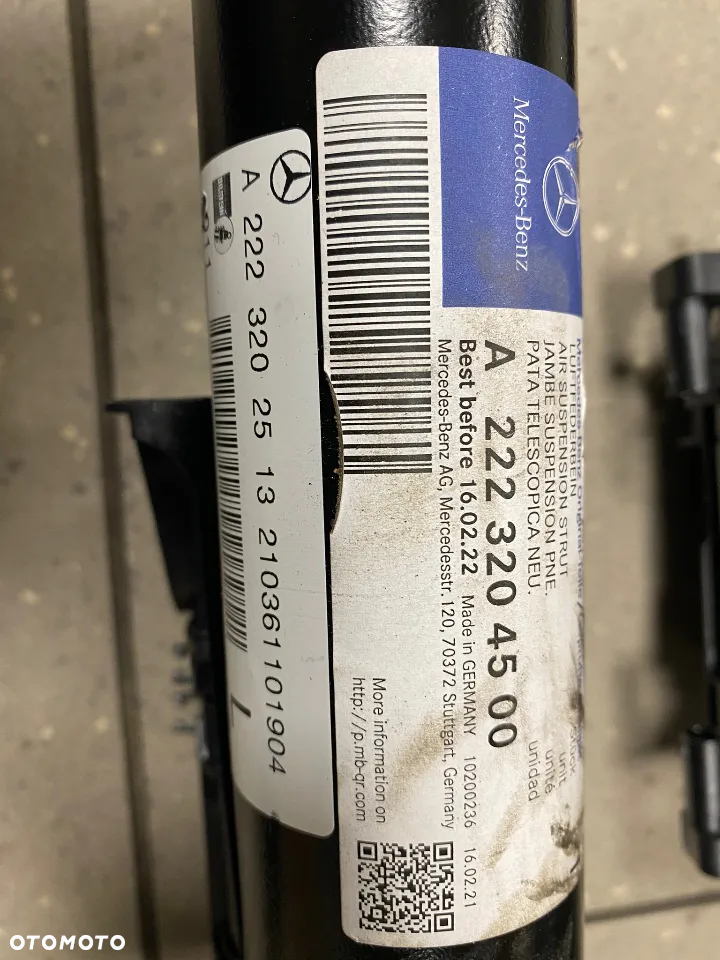 Mercedes-Benz
LUFTFEDERBEIN
AIR SUSPENSION STRUT
JAMBE SUSPENSION PNE.
PATA TELESCOPICA NEU.
unit
unité
unidad
A 222 320 45 00
Best before 16.02.22 Made in GERMANY 10200236 16.02.21
Mercedes-Benz AG, Mercedesstr. 120, 70372 Stuttgart, Germany
More information on
http://p.mb-qr.com
A 222 320 25 13 210361101904
L
OTOMOTO